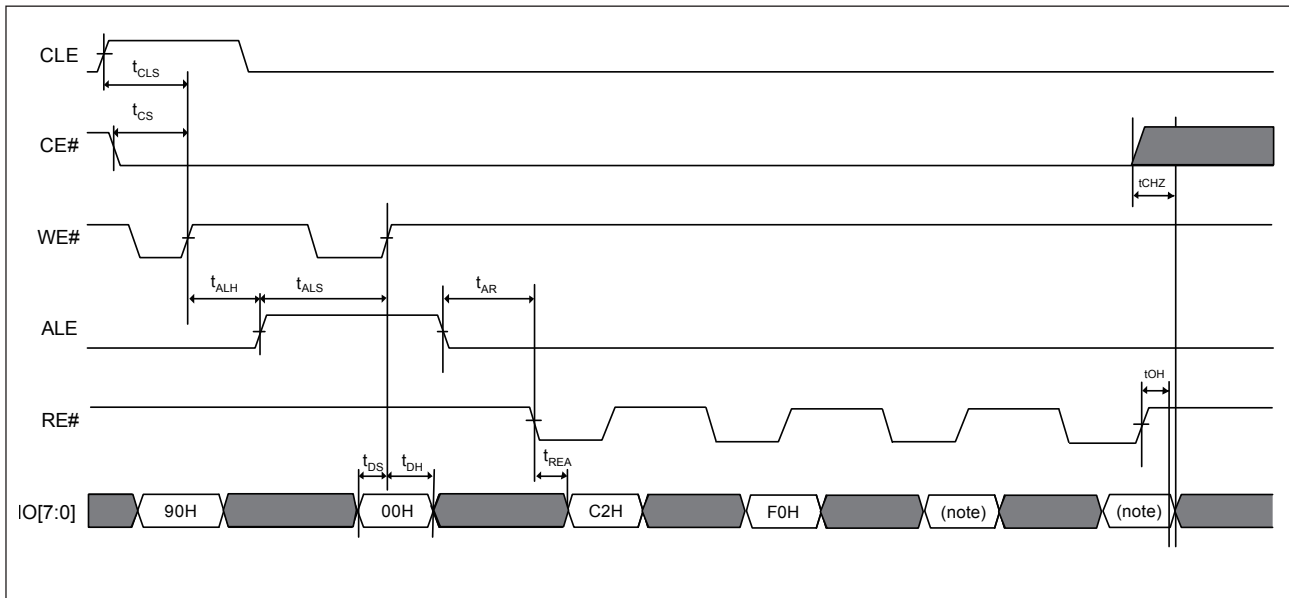 CLE
tCLS
tCS
CE#
tCHZ
WE#
tALH
tALS
tAR
ALE
tOH
RE#
tDS
tDH
tREA
IO[7:0]
90H
00H
C2H
F0H
(note)
(note)